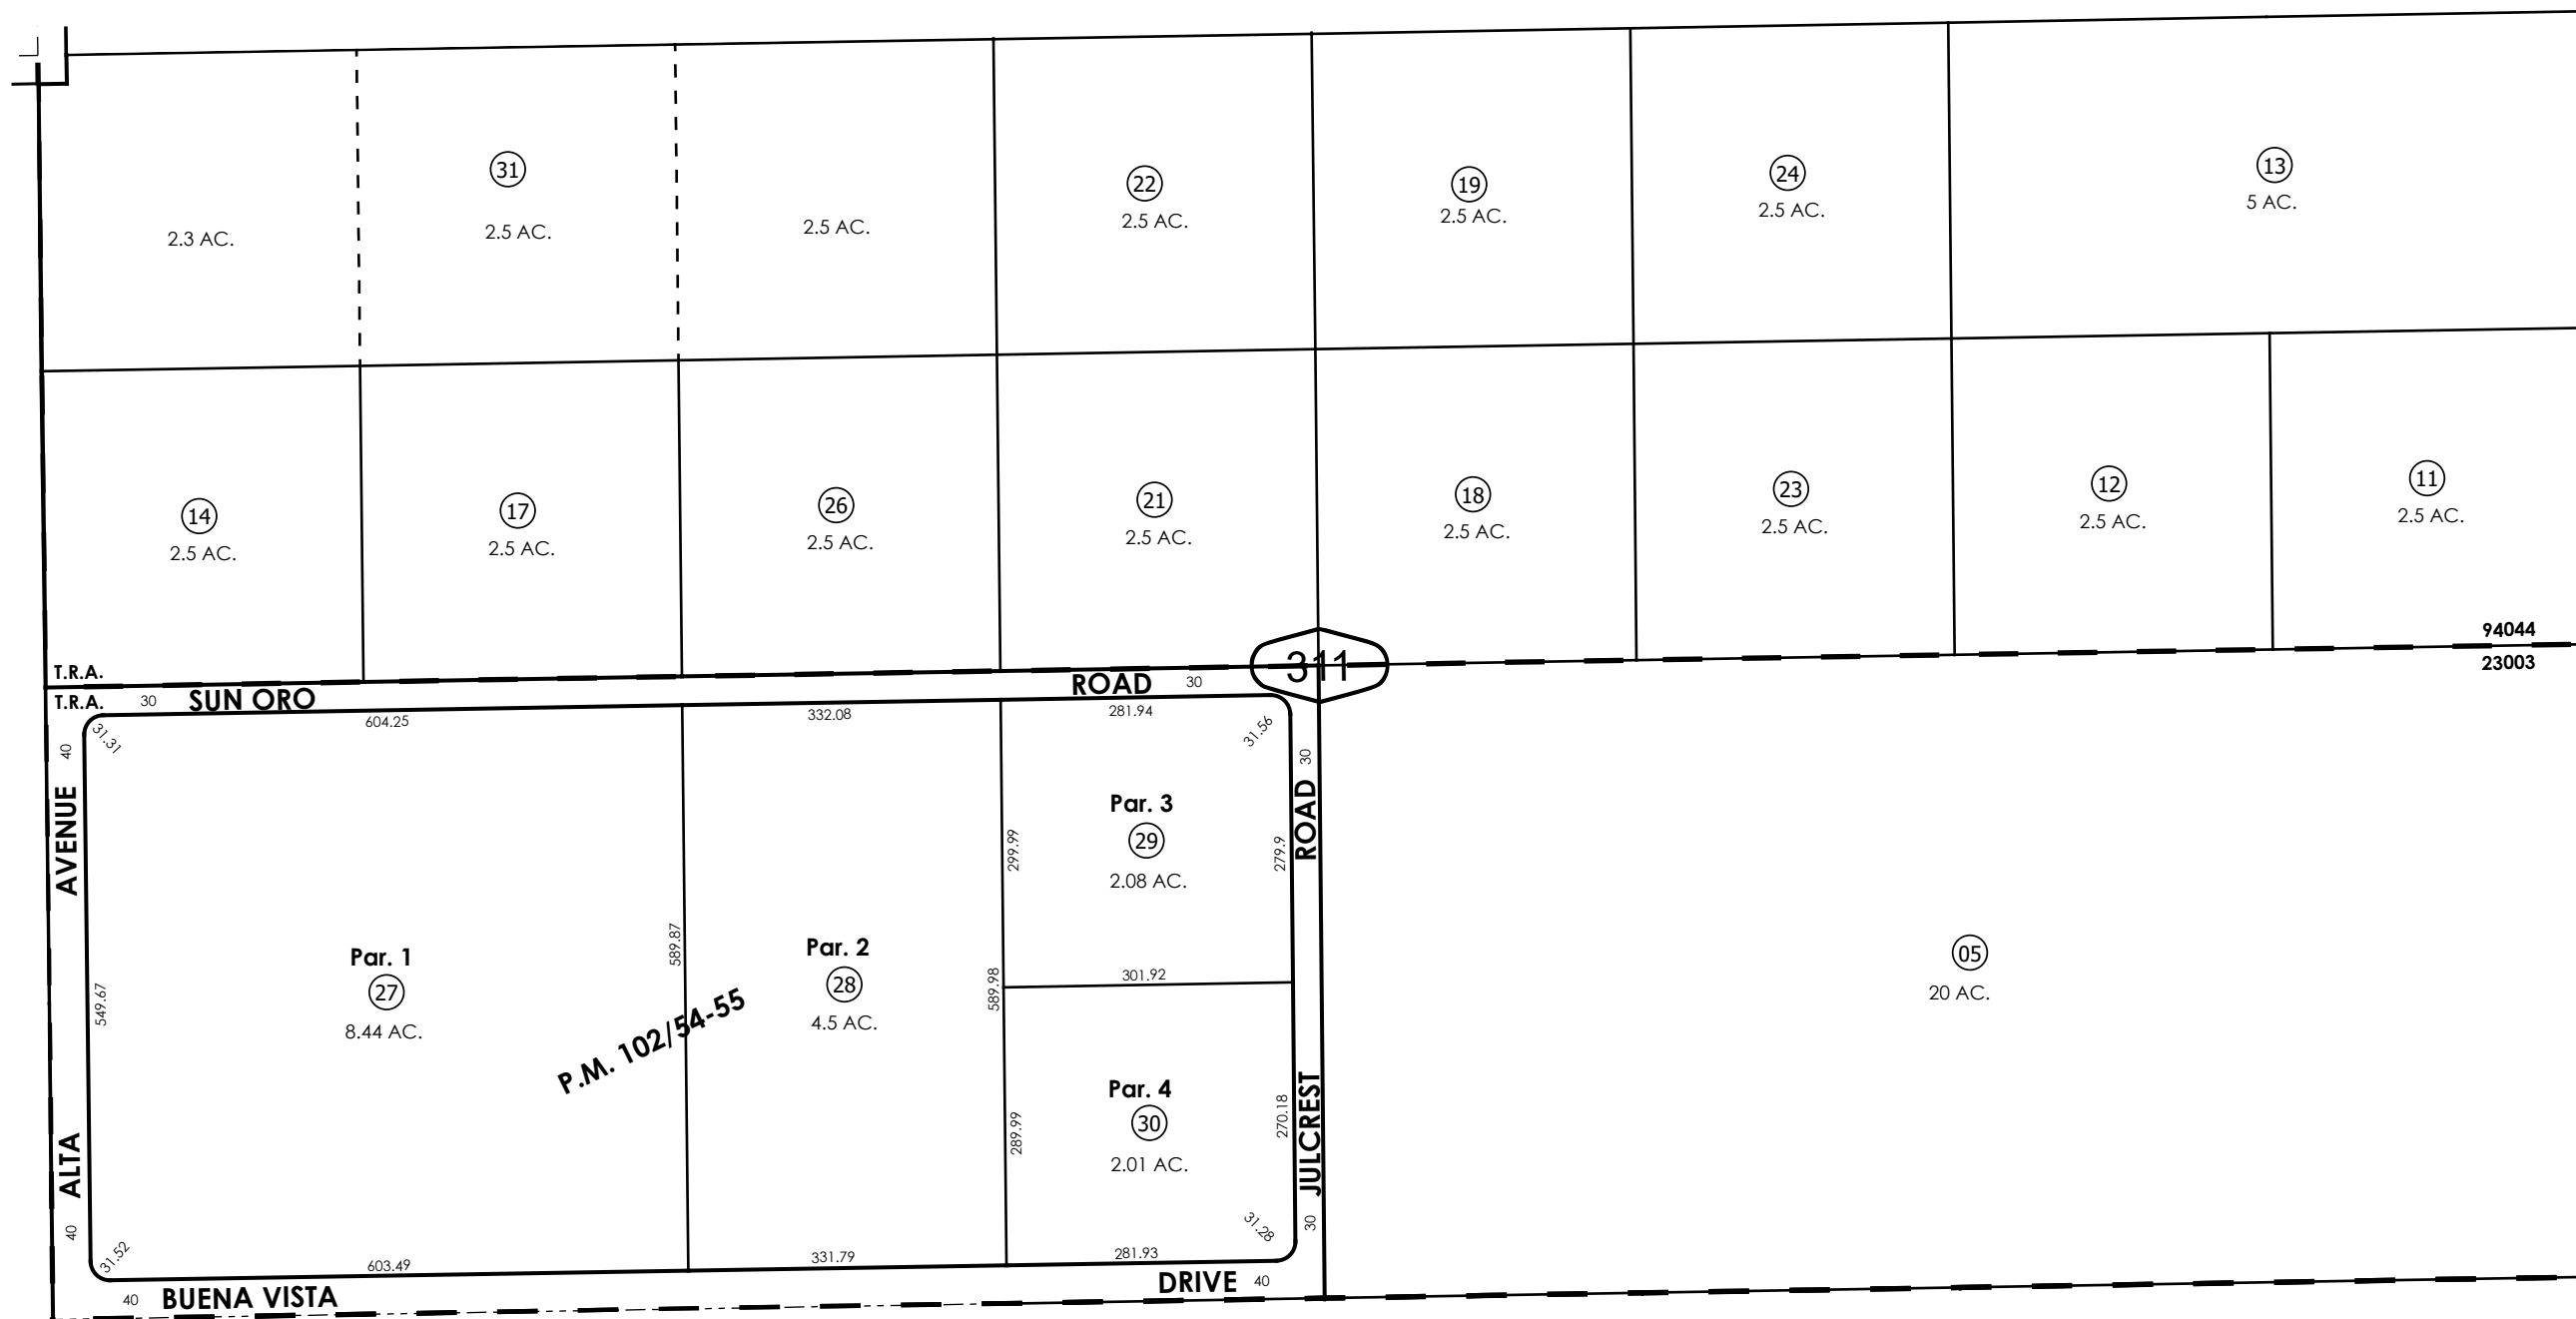 31
2.3 AC.
2.5 AC.
2.5 AC.
22
2.5 AC.
19
2.5 AC.
24
2.5 AC.
13
5 AC.
14
2.5 AC.
17
2.5 AC.
26
2.5 AC.
21
2.5 AC.
18
2.5 AC.
23
2.5 AC.
12
2.5 AC.
11
2.5 AC.
94044
23003
T.R.A.
T.R.A.
30
SUN ORO
ROAD
30
311
604.25
332.08
281.94
31.31
31.56
40
AVENUE
ALTA
40
549.67
Par. 1
27
8.44 AC.
589.87
P.M. 102/54-55
Par. 2
28
4.5 AC.
589.98
299.99
Par. 3
29
2.08 AC.
279.9
301.92
289.99
Par. 4
30
2.01 AC.
270.18
30
ROAD
JULCREST
30
05
20 AC.
31.52
31.28
603.49
331.79
281.93
40
BUENA VISTA
DRIVE
40